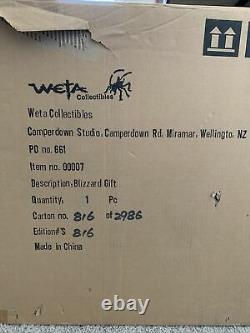 WETA
Collectibles
Weta Collectibles
Camperdown Studio, Camperdown Rd, Miramar, Wellingto, NZ
PO no. 661
Item no. 00007
Description:Blizzard Gift
Quantity, 1 Pc
Carton no. 816 of 2986
Edition#'S 816
Made in China